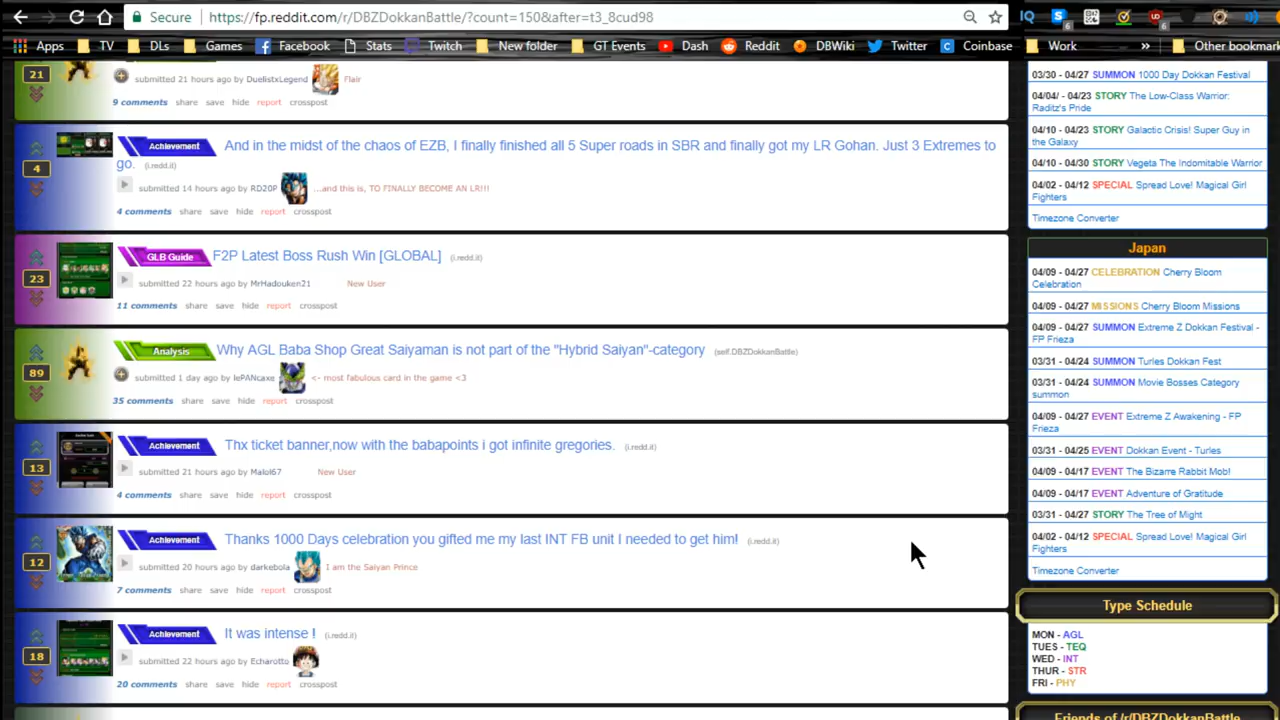 Secure https://fp.reddit.com/r/DBZDokkanBattle/?count=150&after=t3_8cud98
Apps TV DLs Games Facebook Stats Twitch New folder GT Events Dash Reddit DBWiki Twitter Coinbase Work » Other bookmark
21
submitted 21 hours ago by DuelistxLegend Flair
9 comments share save hide report crosspost
4
Achievement And in the midst of the chaos of EZB, I finally finished all 5 Super roads in SBR and finally got my LR Gohan. Just 3 Extremes to
go. (i.redd.it)
submitted 14 hours ago by RD20P ...and this is, TO FINALLY BECOME AN LR!!!
4 comments share save hide report crosspost
23
GLB Guide F2P Latest Boss Rush Win [GLOBAL] (i.redd.it)
submitted 22 hours ago by MrHadouken21 New User
11 comments share save hide report crosspost
89
Analysis Why AGL Baba Shop Great Saiyaman is not part of the "Hybrid Saiyan"-category (self.DBZDokkanBattle)
submitted 1 day ago by lePANcaxe <- most fabulous card in the game <3
35 comments share save hide report crosspost
13
Achievement Thx ticket banner,now with the babapoints i got infinite gregories. (i.redd.it)
submitted 21 hours ago by Malol67 New User
4 comments share save hide report crosspost
12
Achievement Thanks 1000 Days celebration you gifted me my last INT FB unit I needed to get him! (i.redd.it)
submitted 20 hours ago by darkebola I am the Saiyan Prince
7 comments share save hide report crosspost
18
Achievement It was intense ! (i.redd.it)
submitted 22 hours ago by Echarotto
20 comments share save hide report crosspost
03/30 - 04/27 SUMMON 1000 Day Dokkan Festival
04/04/ - 04/23 STORY The Low-Class Warrior:
Raditz's Pride
04/10 - 04/23 STORY Galactic Crisis! Super Guy in
the Galaxy
04/10 - 04/30 STORY Vegeta The Indomitable Warrior
04/02 - 04/12 SPECIAL Spread Love! Magical Girl
Fighters
Timezone Converter
Japan
04/09 - 04/27 CELEBRATION Cherry Bloom
Celebration
04/09 - 04/27 MISSIONS Cherry Bloom Missions
04/09 - 04/27 SUMMON Extreme Z Dokkan Festival -
FP Frieza
03/31 - 04/24 SUMMON Turles Dokkan Fest
03/31 - 04/24 SUMMON Movie Bosses Category
summon
04/09 - 04/27 EVENT Extreme Z Awakening - FP
Frieza
03/31 - 04/25 EVENT Dokkan Event - Turles
04/09 - 04/17 EVENT The Bizarre Rabbit Mob!
04/09 - 04/17 EVENT Adventure of Gratitude
03/31 - 04/27 STORY The Tree of Might
04/02 - 04/12 SPECIAL Spread Love! Magical Girl
Fighters
Timezone Converter
Type Schedule
MON - AGL
TUES - TEQ
WED - INT
THUR - STR
FRI - PHY
Friends of /r/DBZDokkanBattle